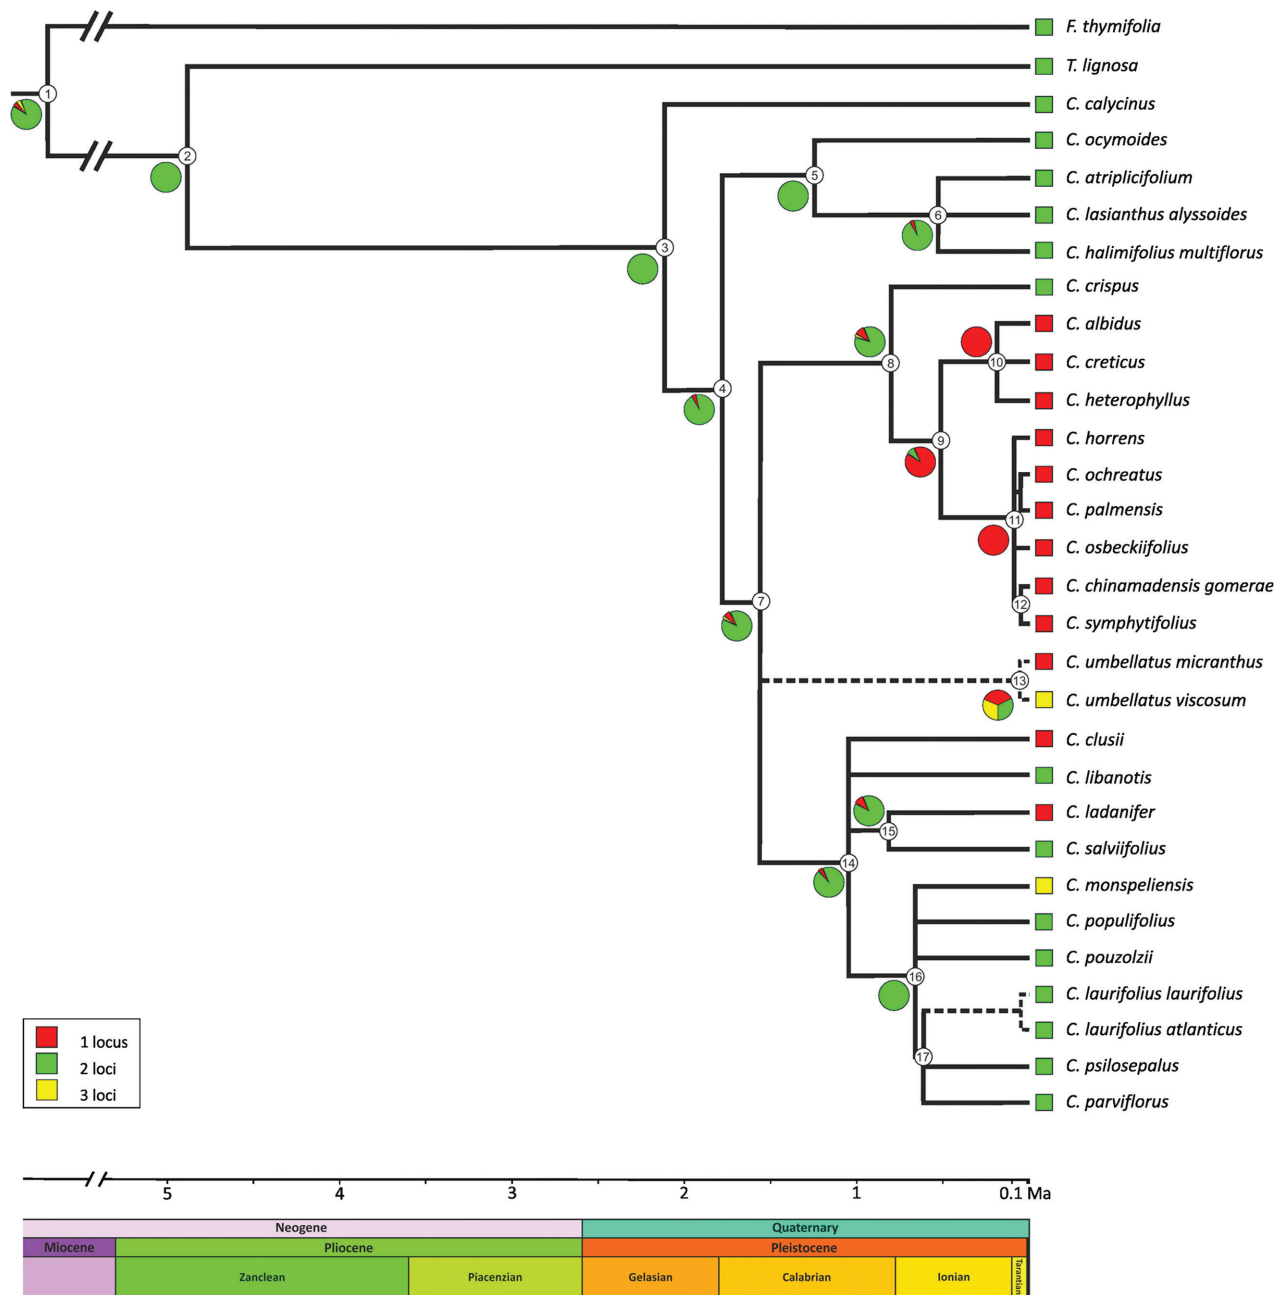 F. thymifolia
T. lignosa
1
C. calycinus
C. ocymoides
2
5
C. atriplicifolium
6
C. lasianthus alyssoides
3
C. halimifolius multiflorus
C. crispus
C. albidus
8
10
C. creticus
4
C. heterophyllus
9
C. horrens
C. ochreatus
C. palmensis
11
C. osbeckiifolius
C. chinamadensis gomerae
7
12
C. symphytifolius
C. umbellatus micranthus
13
C. umbellatus viscosum
C. clusii
C. libanotis
C. ladanifer
15
C. salviifolius
14
C. monspeliensis
C. populifolius
C. pouzolzii
16
C. laurifolius laurifolius
C. laurifolius atlanticus
17
C. psilosepalus
C. parviflorus
1 locus
2 loci
3 loci
5 4 3 2 1 0.1 Ma
Neogene Quaternary
Miocene Pliocene Pleistocene
Zanclean Piacenzian Gelasian Calabrian Ionian Tarantian